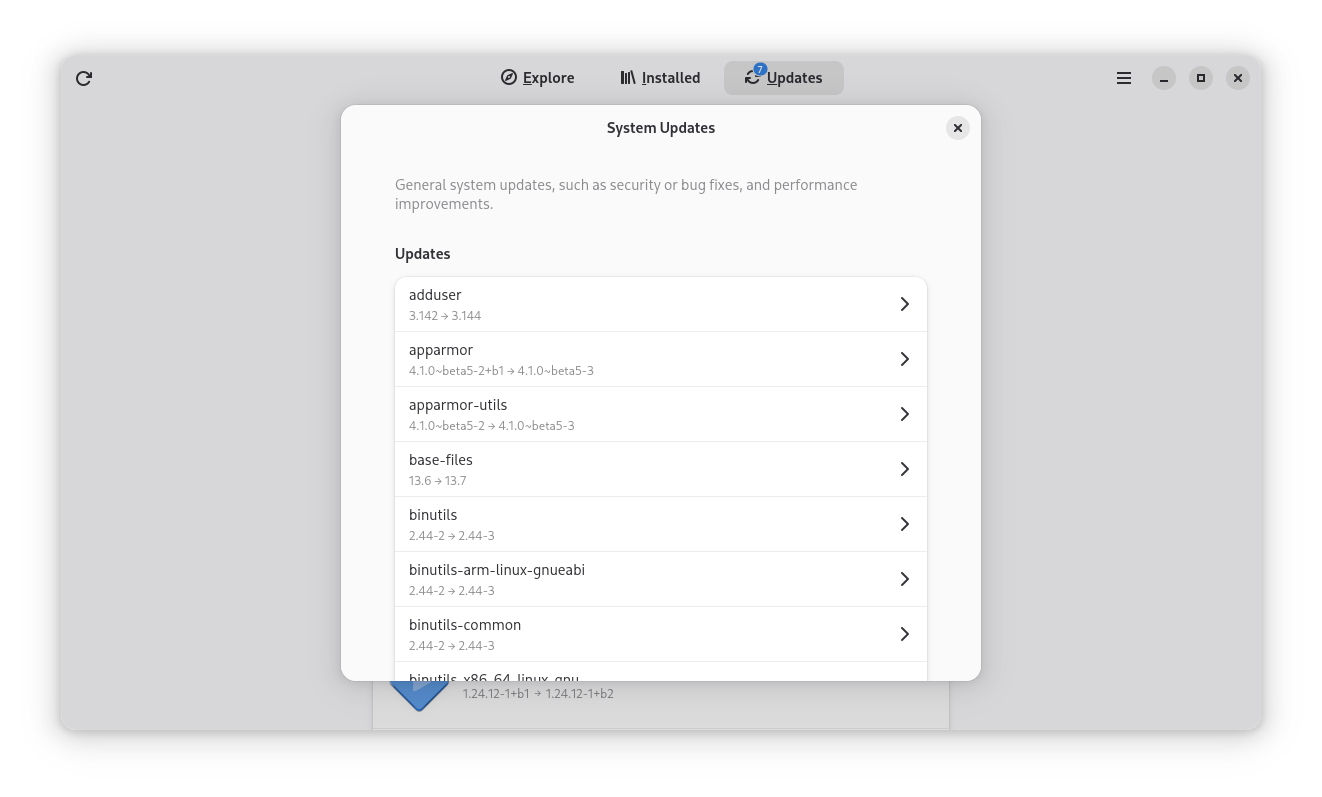 Explore
Installed
7
Updates
System Updates
General system updates, such as security or bug fixes, and performance
improvements.
Updates
adduser
3.142 → 3.144
apparmor
4.1.0~beta5-2+b1 → 4.1.0~beta5-3
apparmor-utils
4.1.0~beta5-2 → 4.1.0~beta5-3
base-files
13.6 → 13.7
binutils
2.44-2 → 2.44-3
binutils-arm-linux-gnueabi
2.44-2 → 2.44-3
binutils-common
2.44-2 → 2.44-3
binutils-x86-64-linux-gnu
1.24.12-1+b1 → 1.24.12-1+b2